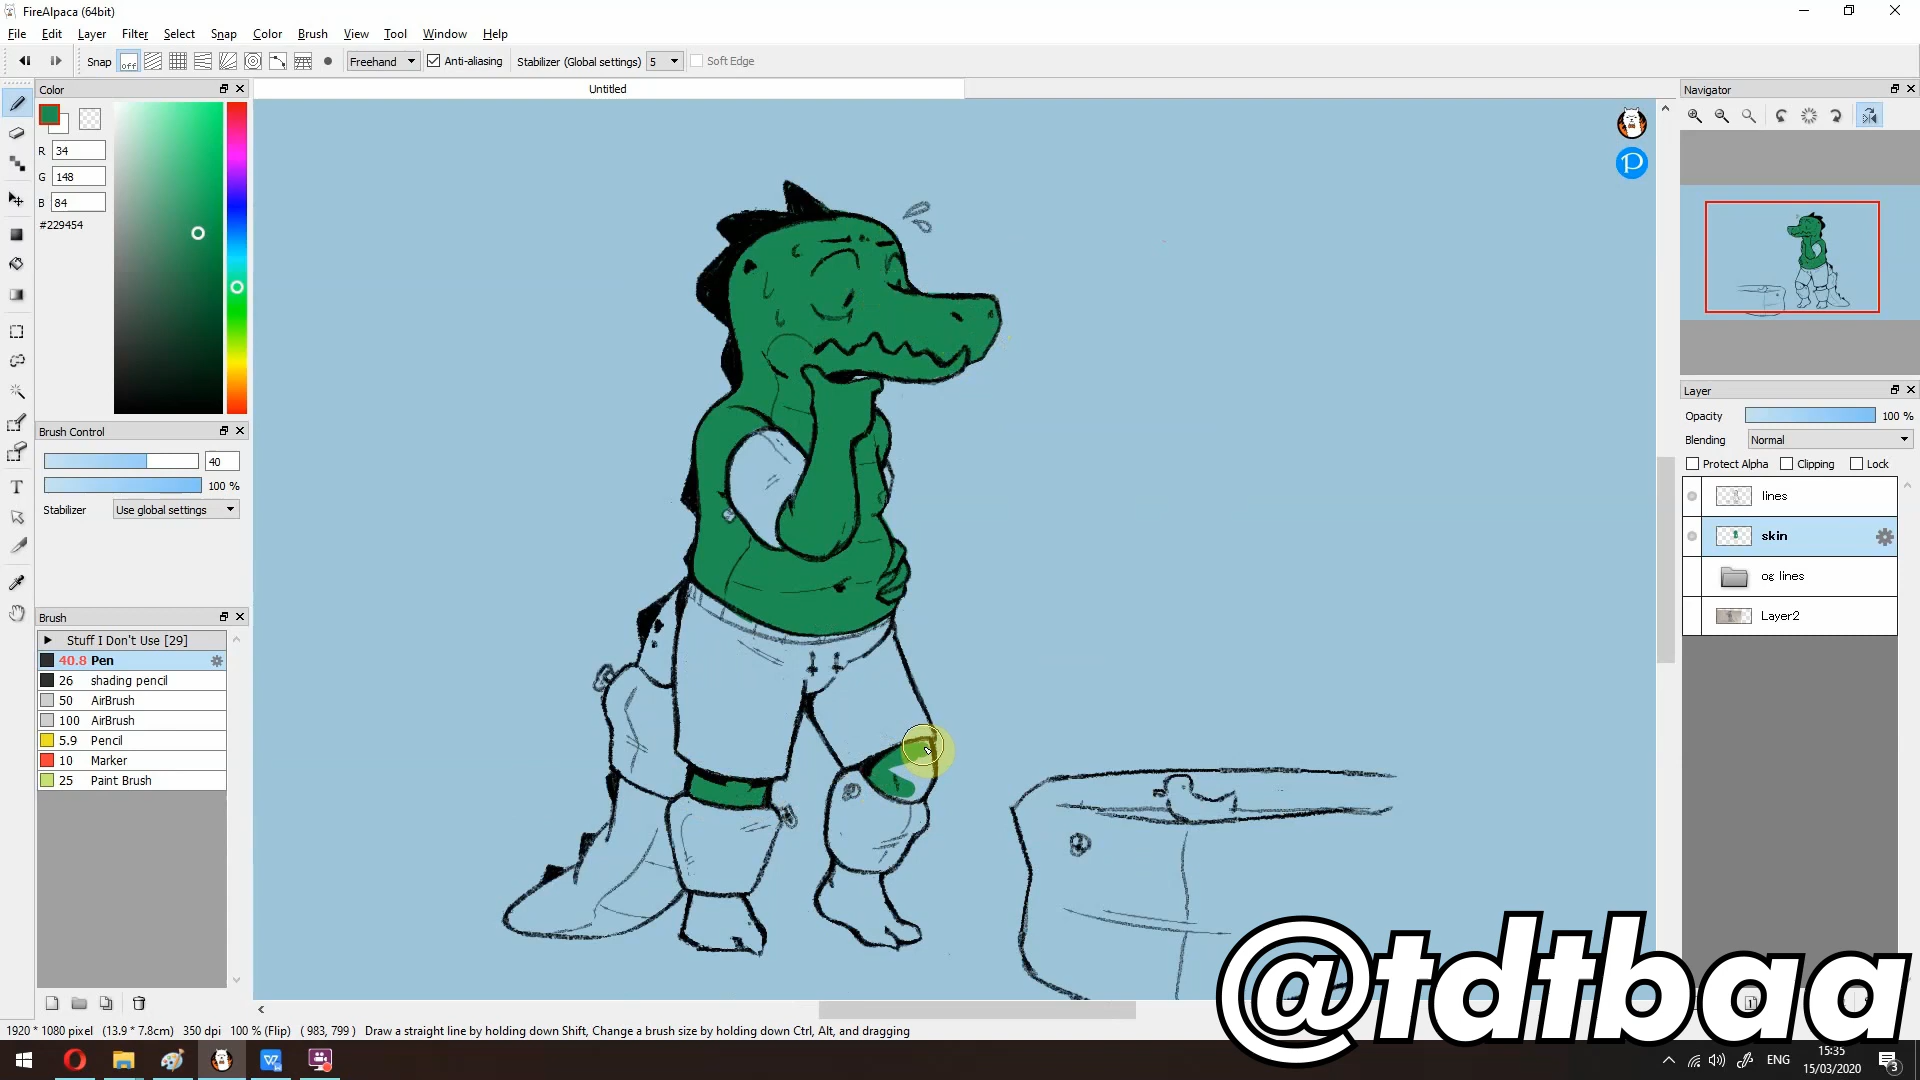 FireAlpaca (64bit)
File Edit Layer Filter Select Snap Color Brush View Tool Window Help
Snap off Freehand Anti-aliasing Stabilizer (Global settings) 5 Soft Edge
Color
Untitled
Navigator
R 34
G 148
B 84
#229454
P
Layer
Opacity 100 %
Blending Normal
Protect Alpha Clipping Lock
lines
skin
og lines
Layer2
Brush Control
40
100 %
Stabilizer Use global settings
Brush
Stuff I Don't Use [29]
40.8 Pen
26 shading pencil
50 AirBrush
100 AirBrush
5.9 Pencil
10 Marker
25 Paint Brush
@tdtbaa
1920 * 1080 pixel (13.9 * 7.8cm) 350 dpi 100 % (Flip) ( 983, 799 ) Draw a straight line by holding down Shift, Change a brush size by holding down Ctrl, Alt, and dragging
ENG
15:35
15/03/2020
3